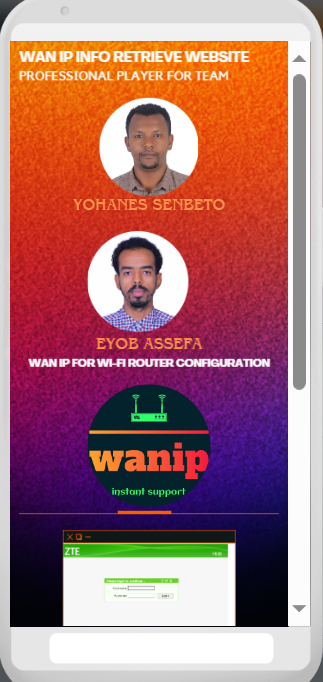 WAN IP INFO RETRIEVE WEBSITE
PROFESSIONAL PLAYER FOR TEAM
YOHANES SENBETO
EYOB ASSEFA
WAN IP FOR WI-FI ROUTER CONFIGURATION
wanip
instant support
ZTE